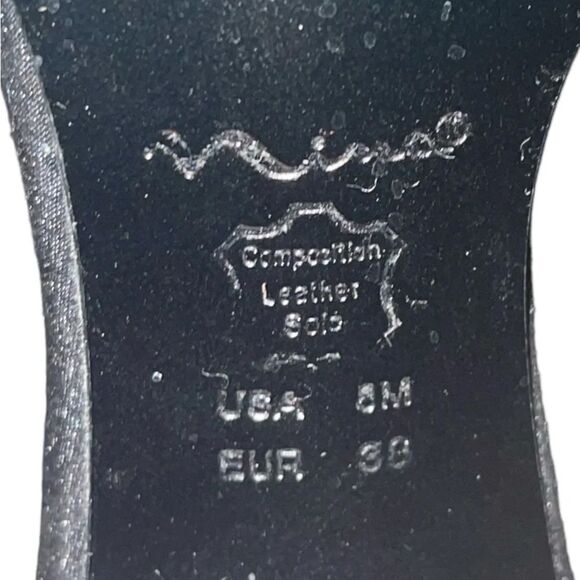 Nina®
Composition
Leather
Sole
USA 8M
EUR 38